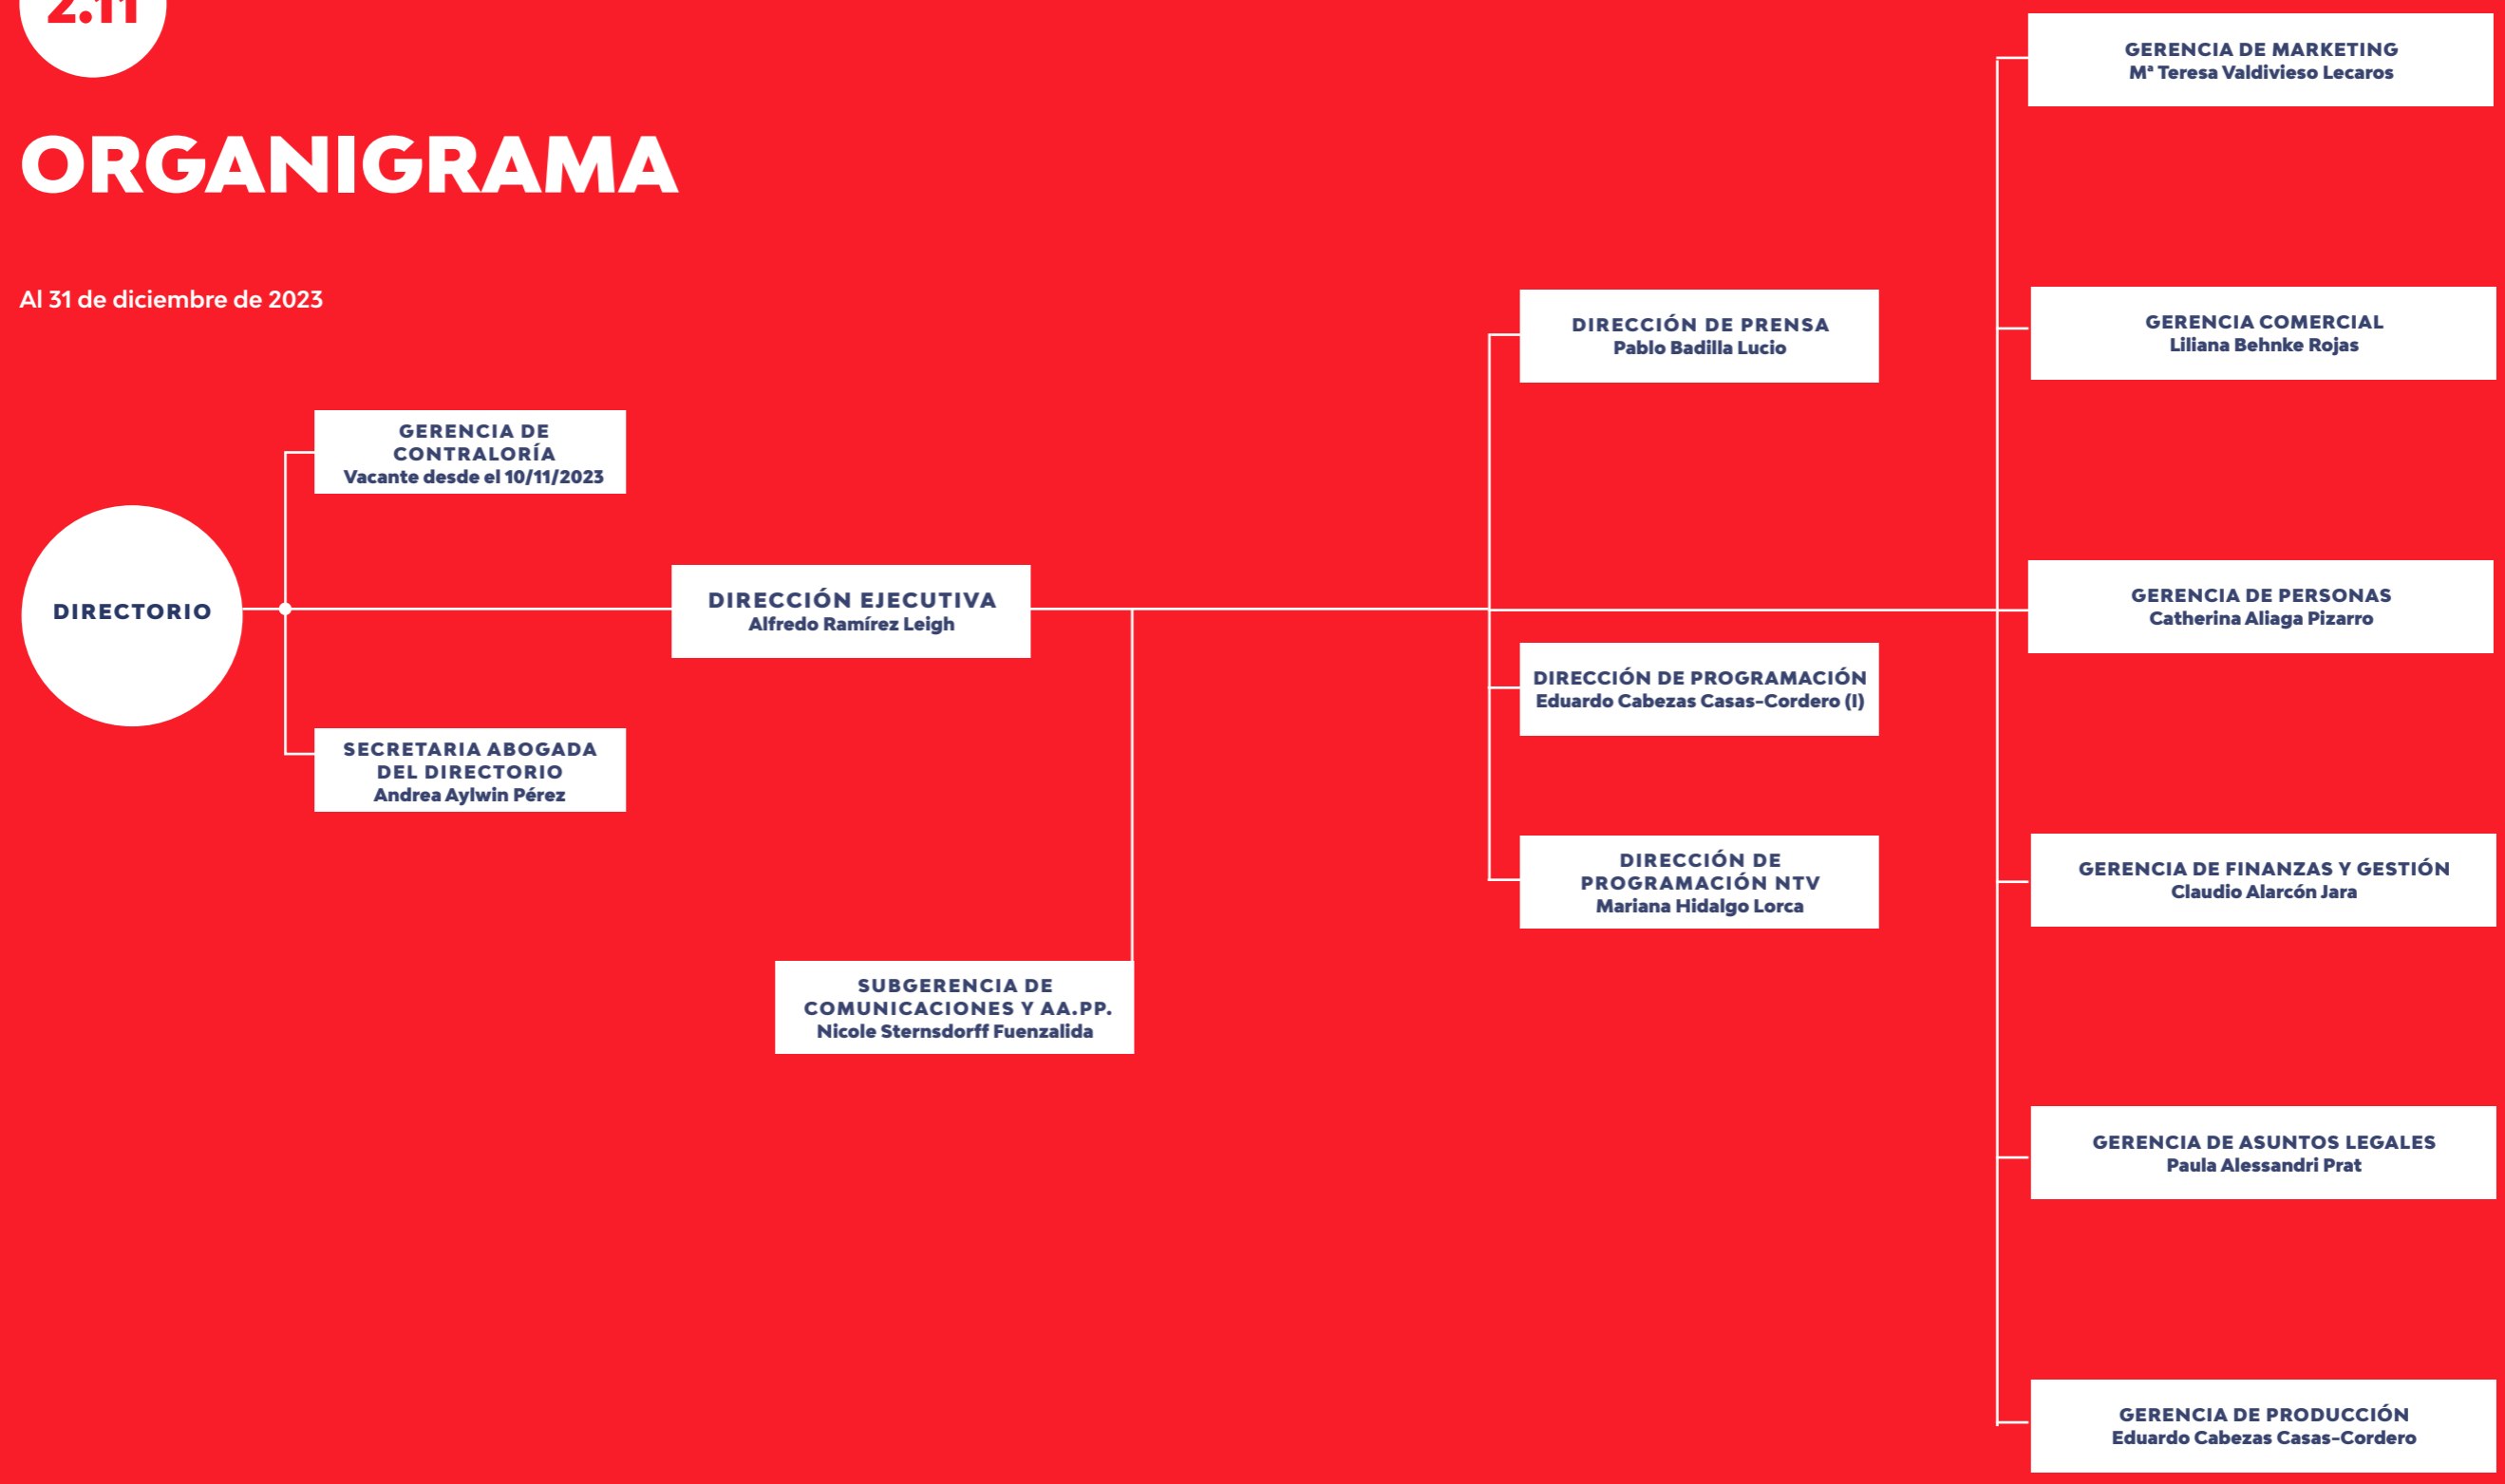 2.11
ORGANIGRAMA
Al 31 de diciembre de 2023
DIRECTORIO
GERENCIA DE
CONTRALORÍA
Vacante desde el 10/11/2023
SECRETARIA ABOGADA
DEL DIRECTORIO
Andrea Aylwin Pérez
DIRECCIÓN EJECUTIVA
Alfredo Ramírez Leigh
SUBGERENCIA DE
COMUNICACIONES Y AA.PP.
Nicole Sternsdorff Fuenzalida
DIRECCIÓN DE PRENSA
Pablo Badilla Lucio
DIRECCIÓN DE PROGRAMACIÓN
Eduardo Cabezas Casas-Cordero (I)
DIRECCIÓN DE
PROGRAMACIÓN NTV
Mariana Hidalgo Lorca
GERENCIA DE MARKETING
Mª Teresa Valdivieso Lecaros
GERENCIA COMERCIAL
Liliana Behnke Rojas
GERENCIA DE PERSONAS
Catherina Aliaga Pizarro
GERENCIA DE FINANZAS Y GESTIÓN
Claudio Alarcón Jara
GERENCIA DE ASUNTOS LEGALES
Paula Alessandri Prat
GERENCIA DE PRODUCCIÓN
Eduardo Cabezas Casas-Cordero